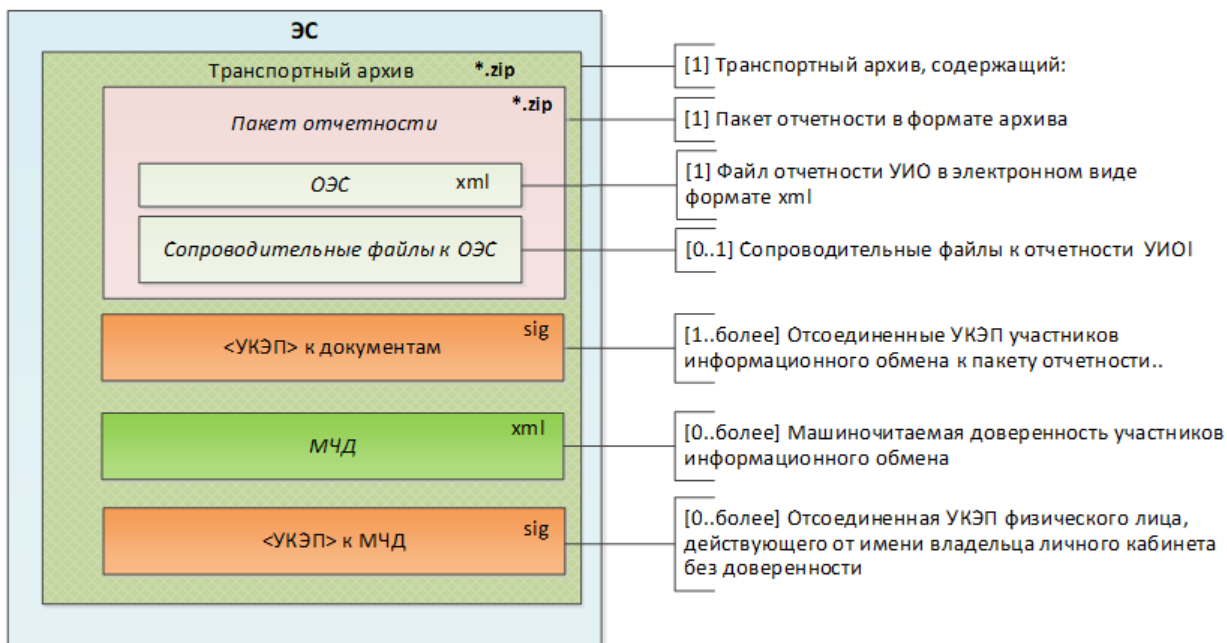 ЭС
Транспортный архив *.zip
[1] Транспортный архив, содержащий:
*.zip
Пакет отчетности
[1] Пакет отчетности в формате архива
ОЭС xml
[1] Файл отчетности УИО в электронном виде
формате xml
Сопроводительные файлы к ОЭС
[0..1] Сопроводительные файлы к отчетности УИОl
<УКЭП> к документам sig
[1..более] Отсоединенные УКЭП участников
информационного обмена к пакету отчетности..
МЧД xml
[0..более] Машиночитаемая доверенность участников
информационного обмена
<УКЭП> к МЧД sig
[0..более] Отсоединенная УКЭП физического лица,
действующего от имени владельца личного кабинета
без доверенности